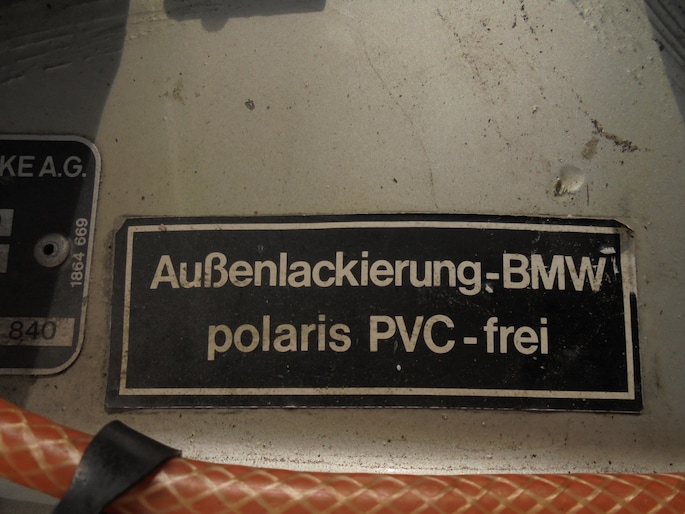 KE A.G.
1864 669
840
Außenlackierung-BMW
polaris PVC-frei